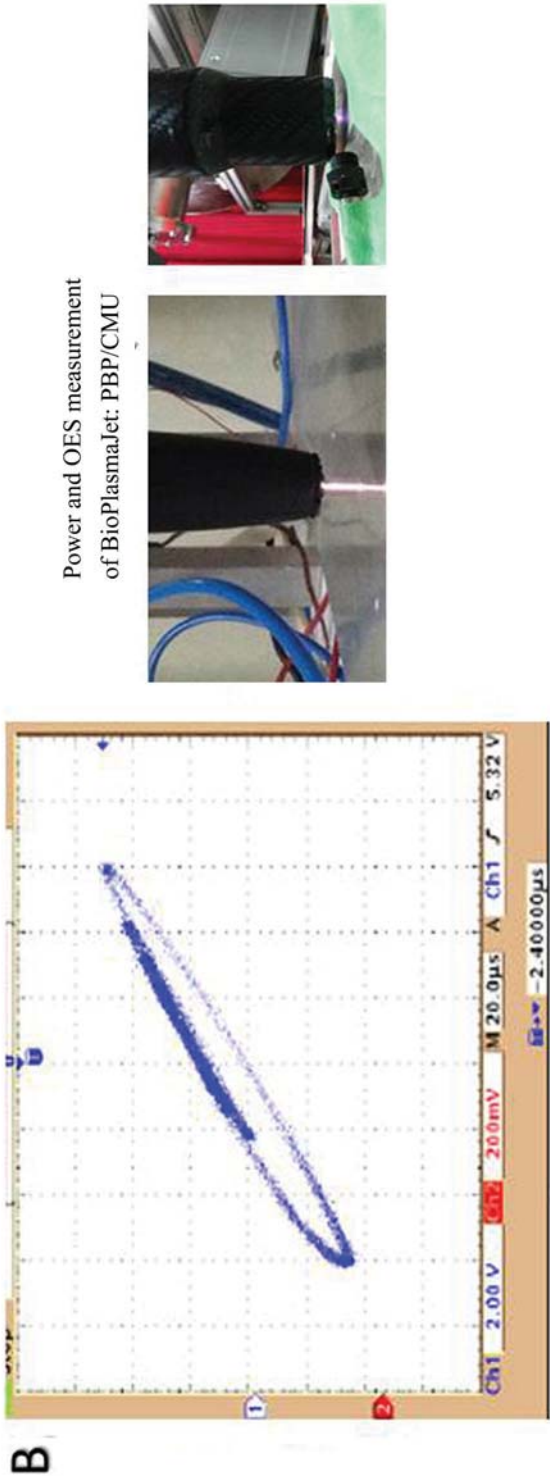 B
1
2
Ch1 2.00 V Ch2 200mV M 20.0µs A Ch1 5.32 V
-2.40000µs
Power and OES measurement
of BioPlasmaJet: PBP/CMU